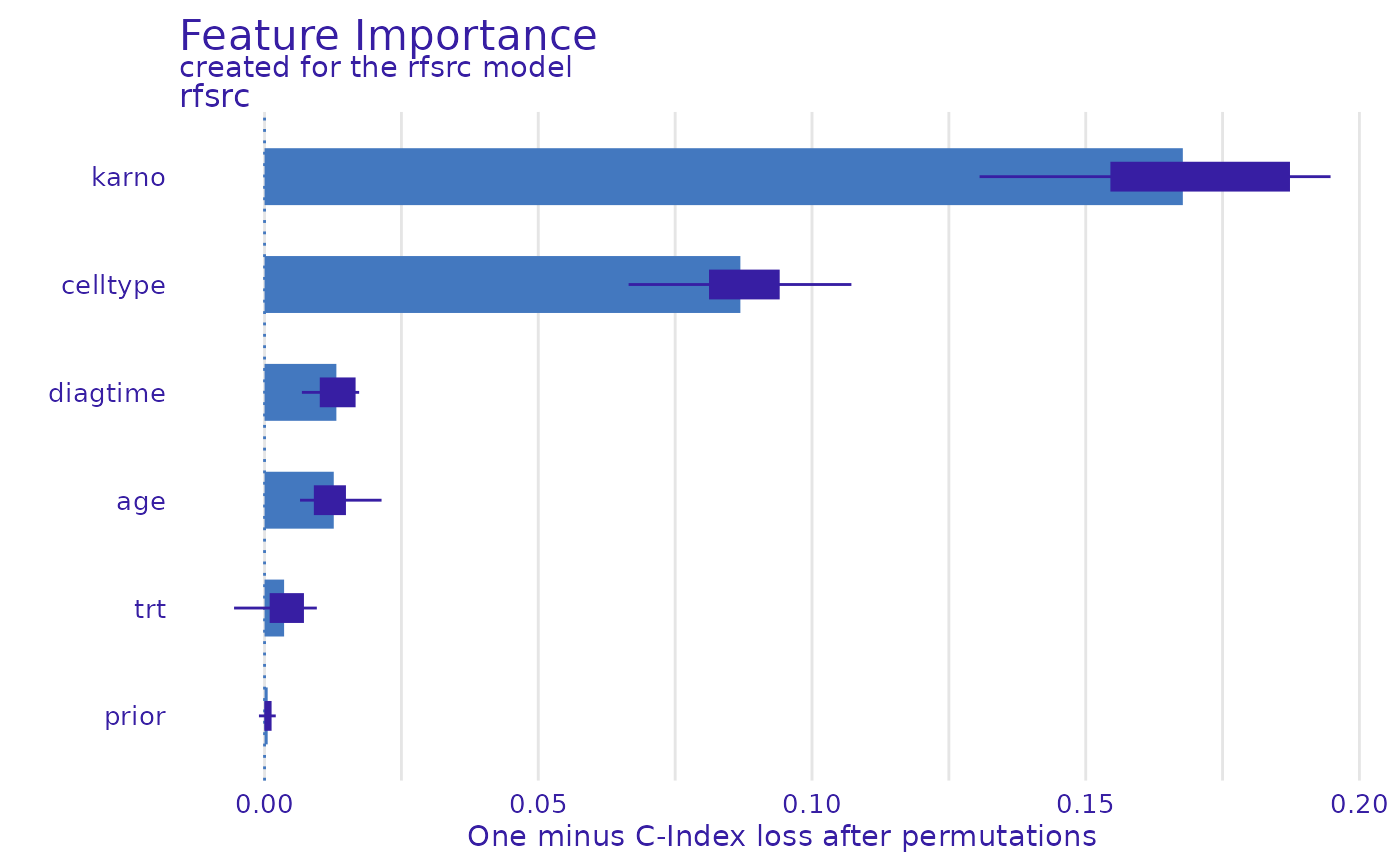 Feature Importance
created for the rfsrc model
rfsrc
karno
celltype
diagtime
age
trt
prior
0.00 0.05 0.10 0.15 0.20
One minus C-Index loss after permutations